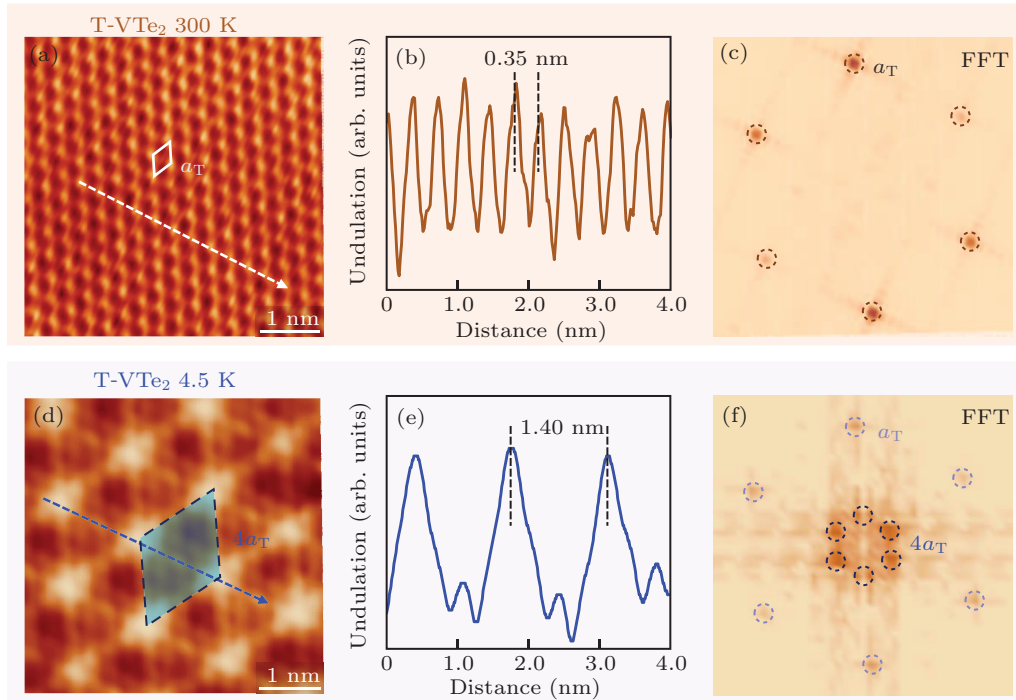 T-VTe₂ 300 K
(a)
a_T
1 nm
(b)
0.35 nm
Undulation (arb. units)
0 1.0 2.0 3.0 4.0
Distance (nm)
(c)
FFT
a_T
T-VTe₂ 4.5 K
(d)
4a_T
1 nm
(e)
1.40 nm
Undulation (arb. units)
0 1.0 2.0 3.0 4.0
Distance (nm)
(f)
FFT
a_T
4a_T